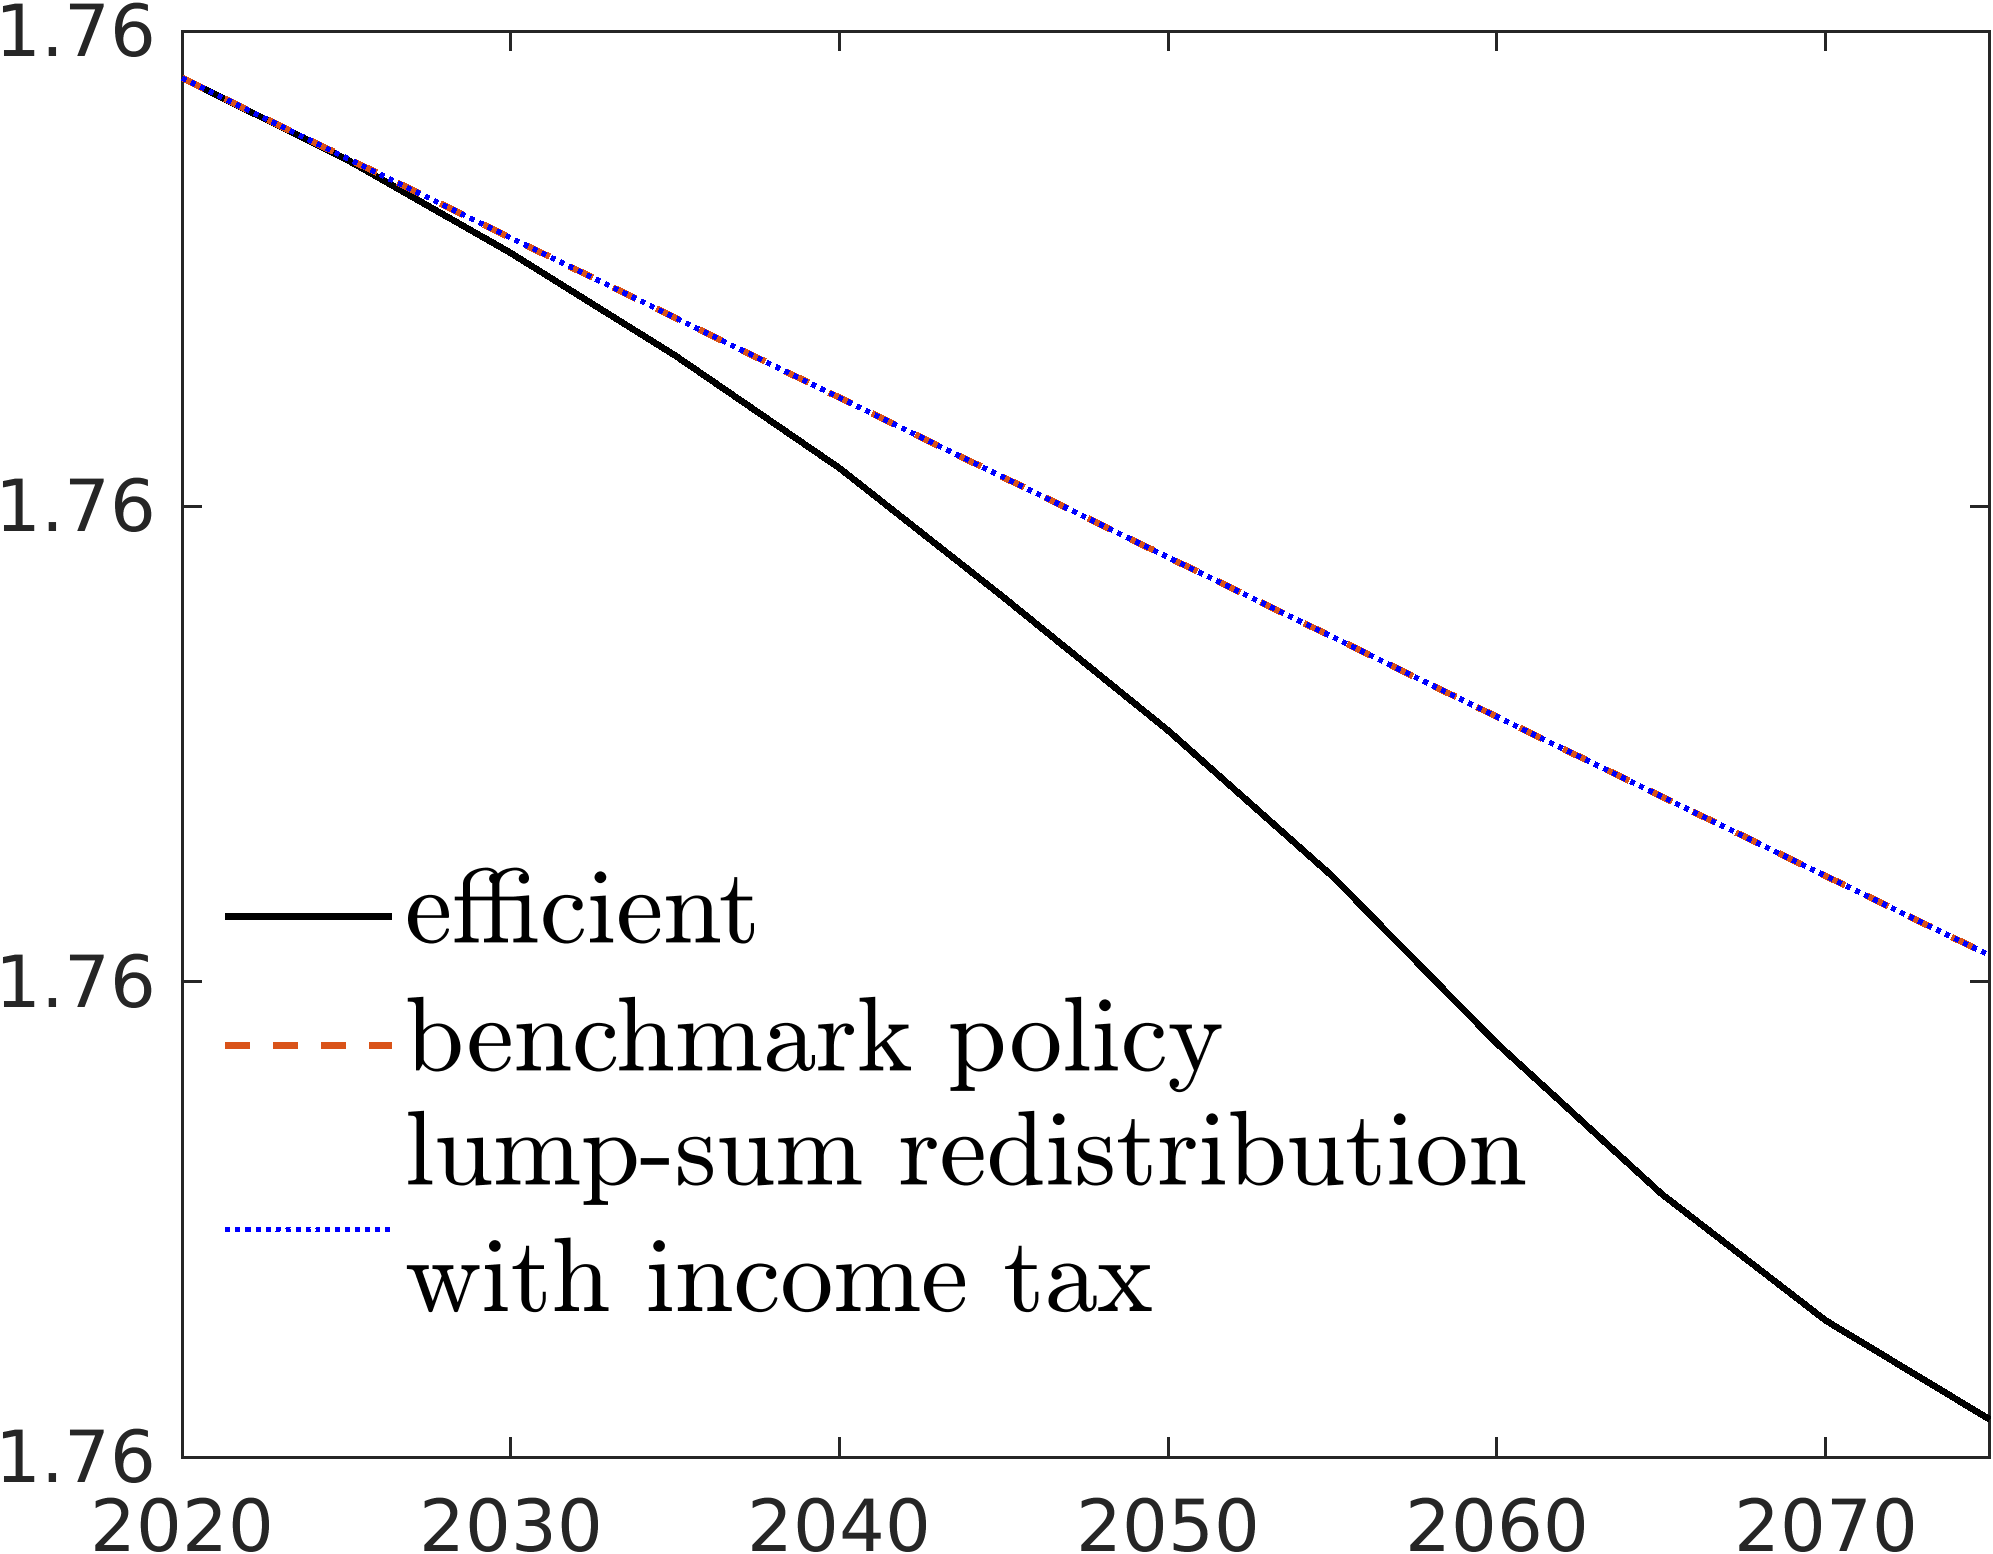 1.76
1.76
1.76
1.76
efficient
benchmark policy
lump-sum redistribution
with income tax
2020 2030 2040 2050 2060 2070